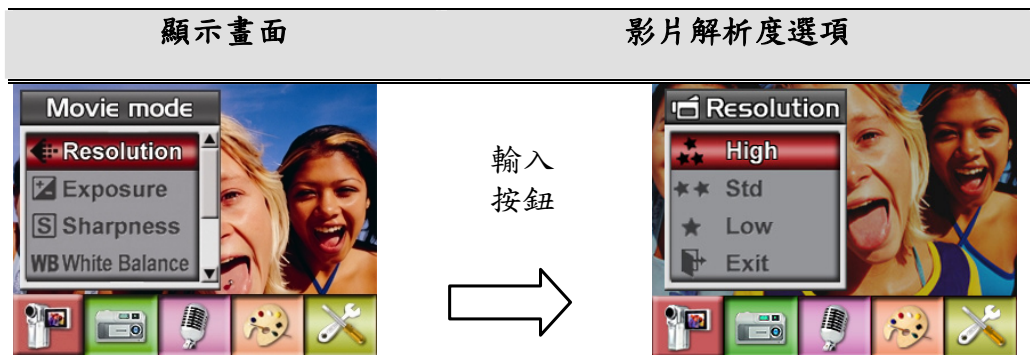 顯示畫面
影片解析度選項
Movie mode
Resolution
Exposure
S Sharpness
WB White Balance
輸入
按鈕
Resolution
High
Std
Low
Exit